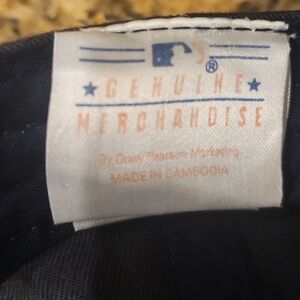 ®
★ GENUINE ★
MERCHANDISE
By Drew Pearson Marketing
MADE IN CAMBODIA